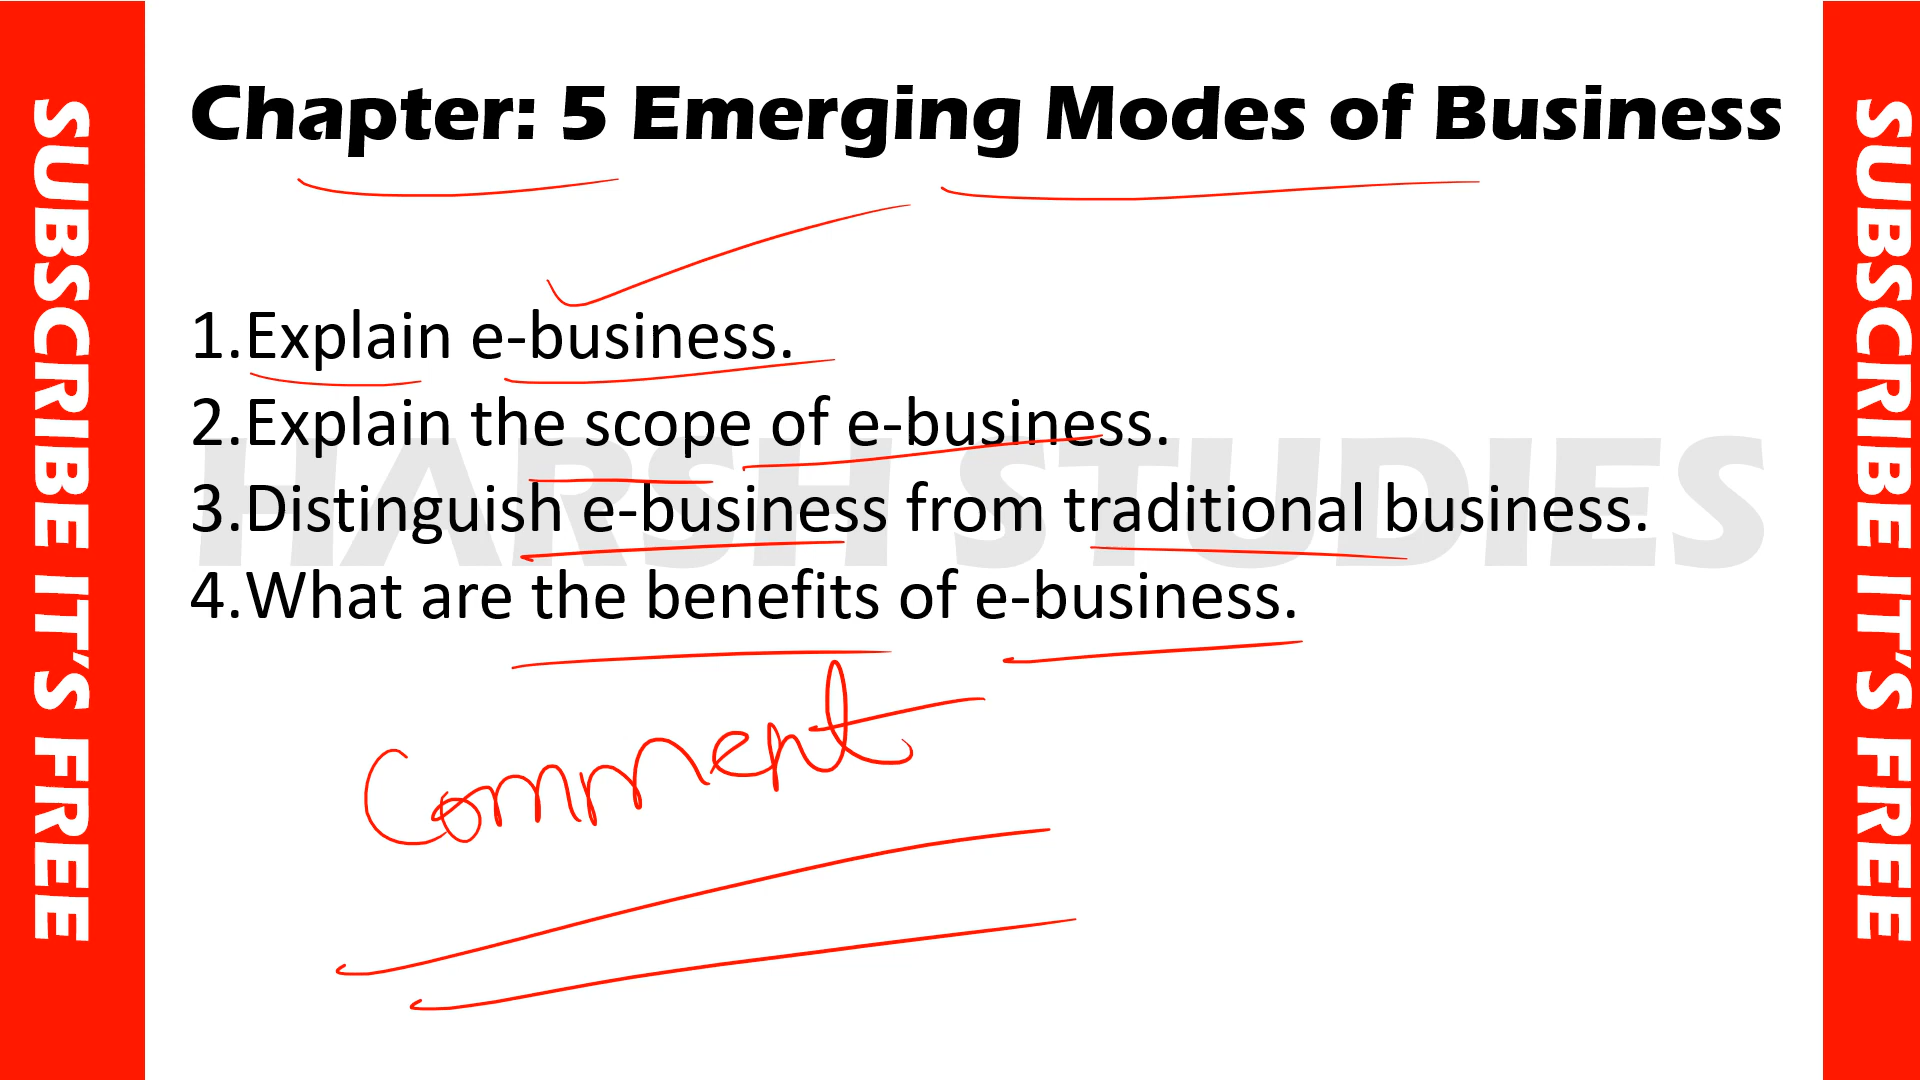 Chapter: 5 Emerging Modes of Business
1.Explain e-business.
2.Explain the scope of e-business.
3.Distinguish e-business from traditional business.
4.What are the benefits of e-business.
Comment
HARSH STUDIES
SUBSCRIBE IT'S FREE
SUBSCRIBE IT'S FREE